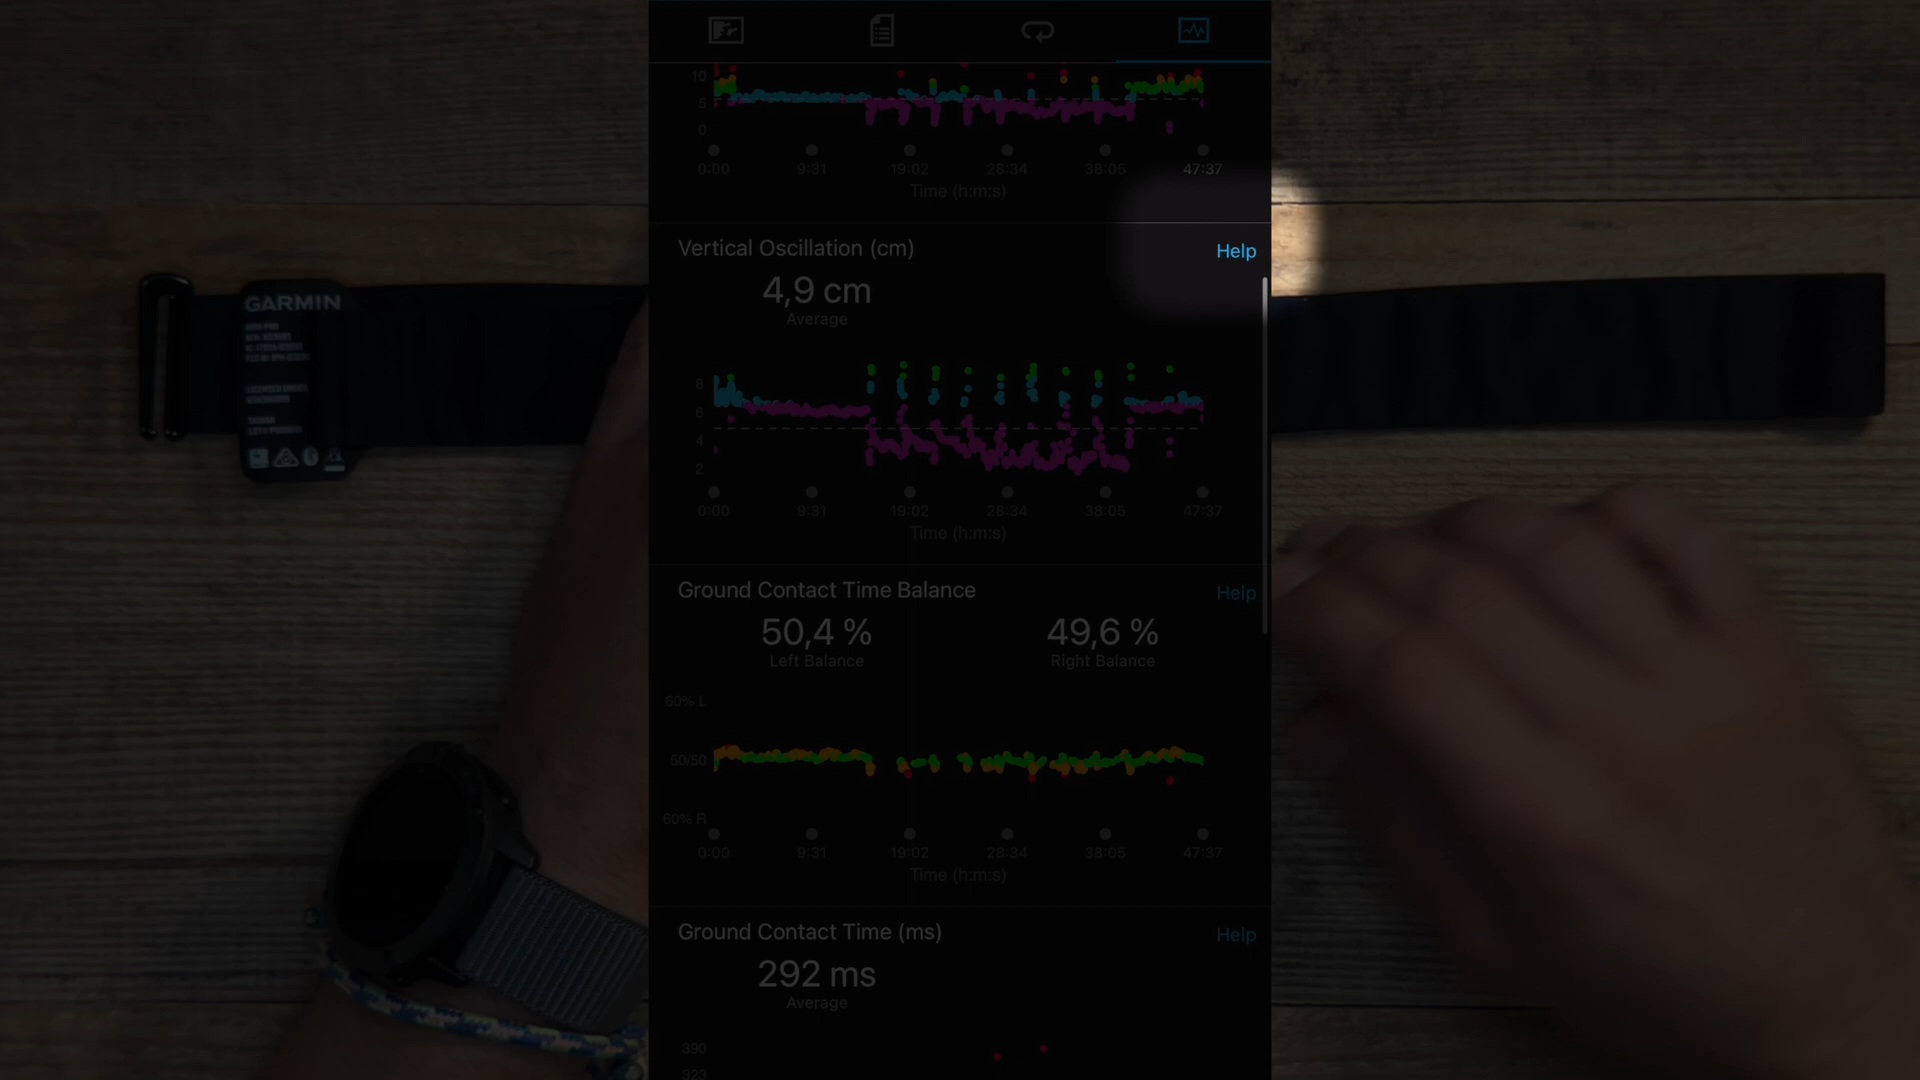 10
5
0
0:00 9:31 19:02 28:34 38:05 47:37
Time (h:m:s)
Vertical Oscillation (cm) Help
4,9 cm
Average
8
6
4
2
0:00 9:31 19:02 28:34 38:05 47:37
Time (h:m:s)
Ground Contact Time Balance Help
50,4 % 49,6 %
Left Balance Right Balance
60% L
50/50
60% R
0:00 9:31 19:02 28:34 38:05 47:37
Time (h:m:s)
Ground Contact Time (ms) Help
292 ms
Average
390
323
GARMIN